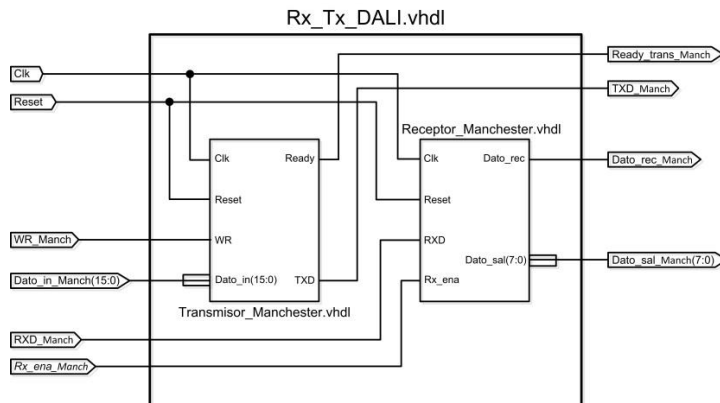 Rx_Tx_DALI.vhdl
Ready_trans_Manch
Clk
TXD_Manch
Reset
Receptor_Manchester.vhdl
Clk
Ready
Clk
Dato_rec
Dato_rec_Manch
Reset
Reset
WR_Manch
WR
RXD
Dato_sal(7:0)
Dato_sal_Manch(7:0)
Dato_in_Manch(15:0)
Dato_in(15:0)
TXD
Rx_ena
Transmisor_Manchester.vhdl
RXD_Manch
Rx_ena_Manch